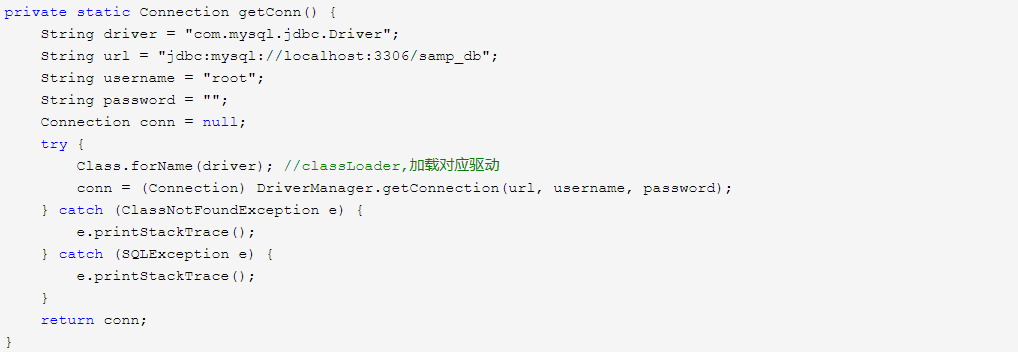 private static Connection getConn() {
    String driver = "com.mysql.jdbc.Driver";
    String url = "jdbc:mysql://localhost:3306/samp_db";
    String username = "root";
    String password = "";
    Connection conn = null;
    try {
        Class.forName(driver); //classLoader,加载对应驱动
        conn = (Connection) DriverManager.getConnection(url, username, password);
    } catch (ClassNotFoundException e) {
        e.printStackTrace();
    } catch (SQLException e) {
        e.printStackTrace();
    }
    return conn;
}